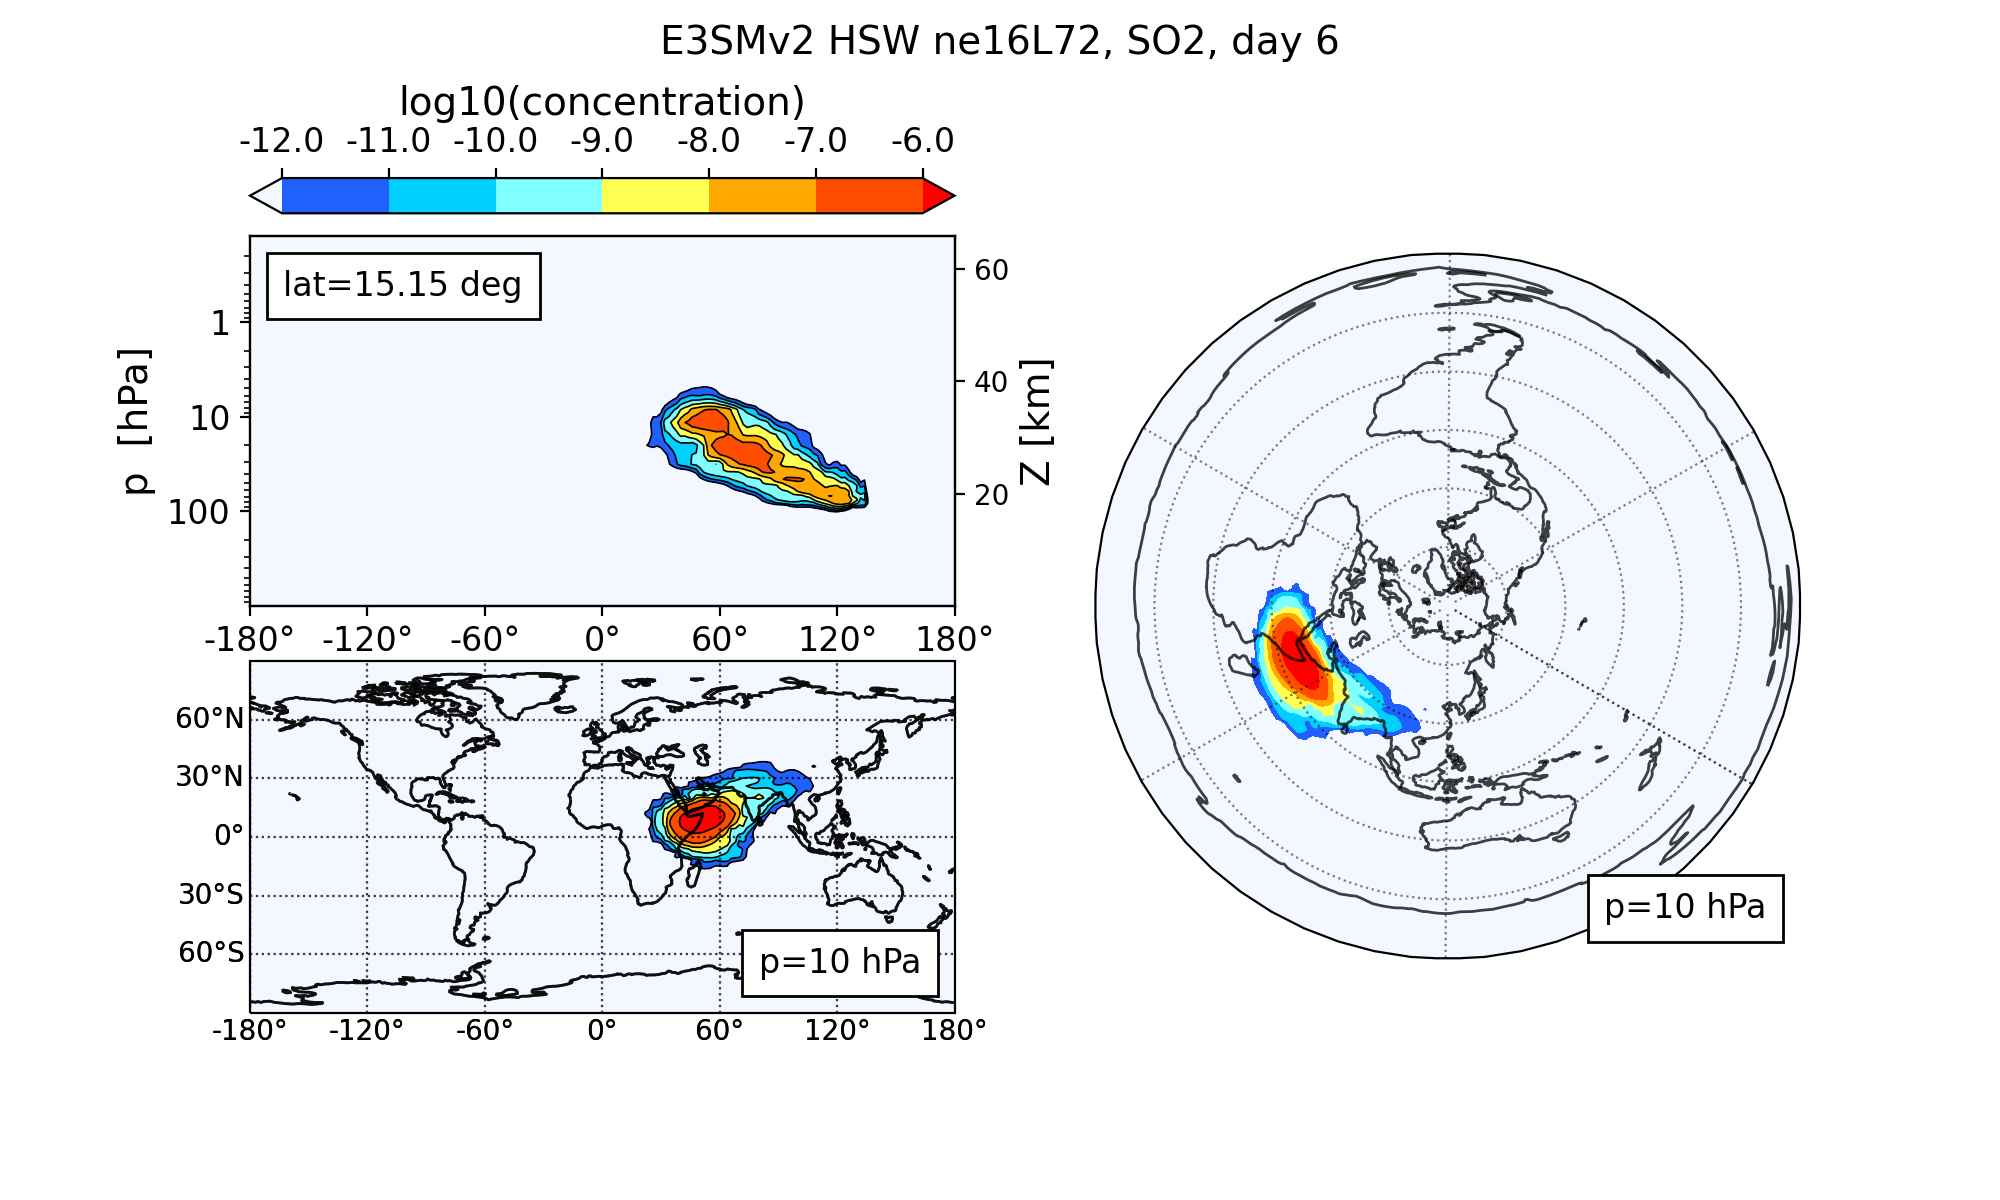 E3SMv2 HSW ne16L72, SO2, day 6
log10(concentration)
-12.0 -11.0 -10.0 -9.0 -8.0 -7.0 -6.0
lat=15.15 deg
p [hPa]
1
10
100
Z [km]
60
40
20
-180° -120° -60° 0° 60° 120° 180°
60°N
30°N
0°
30°S
60°S
p=10 hPa
-180° -120° -60° 0° 60° 120° 180°
p=10 hPa